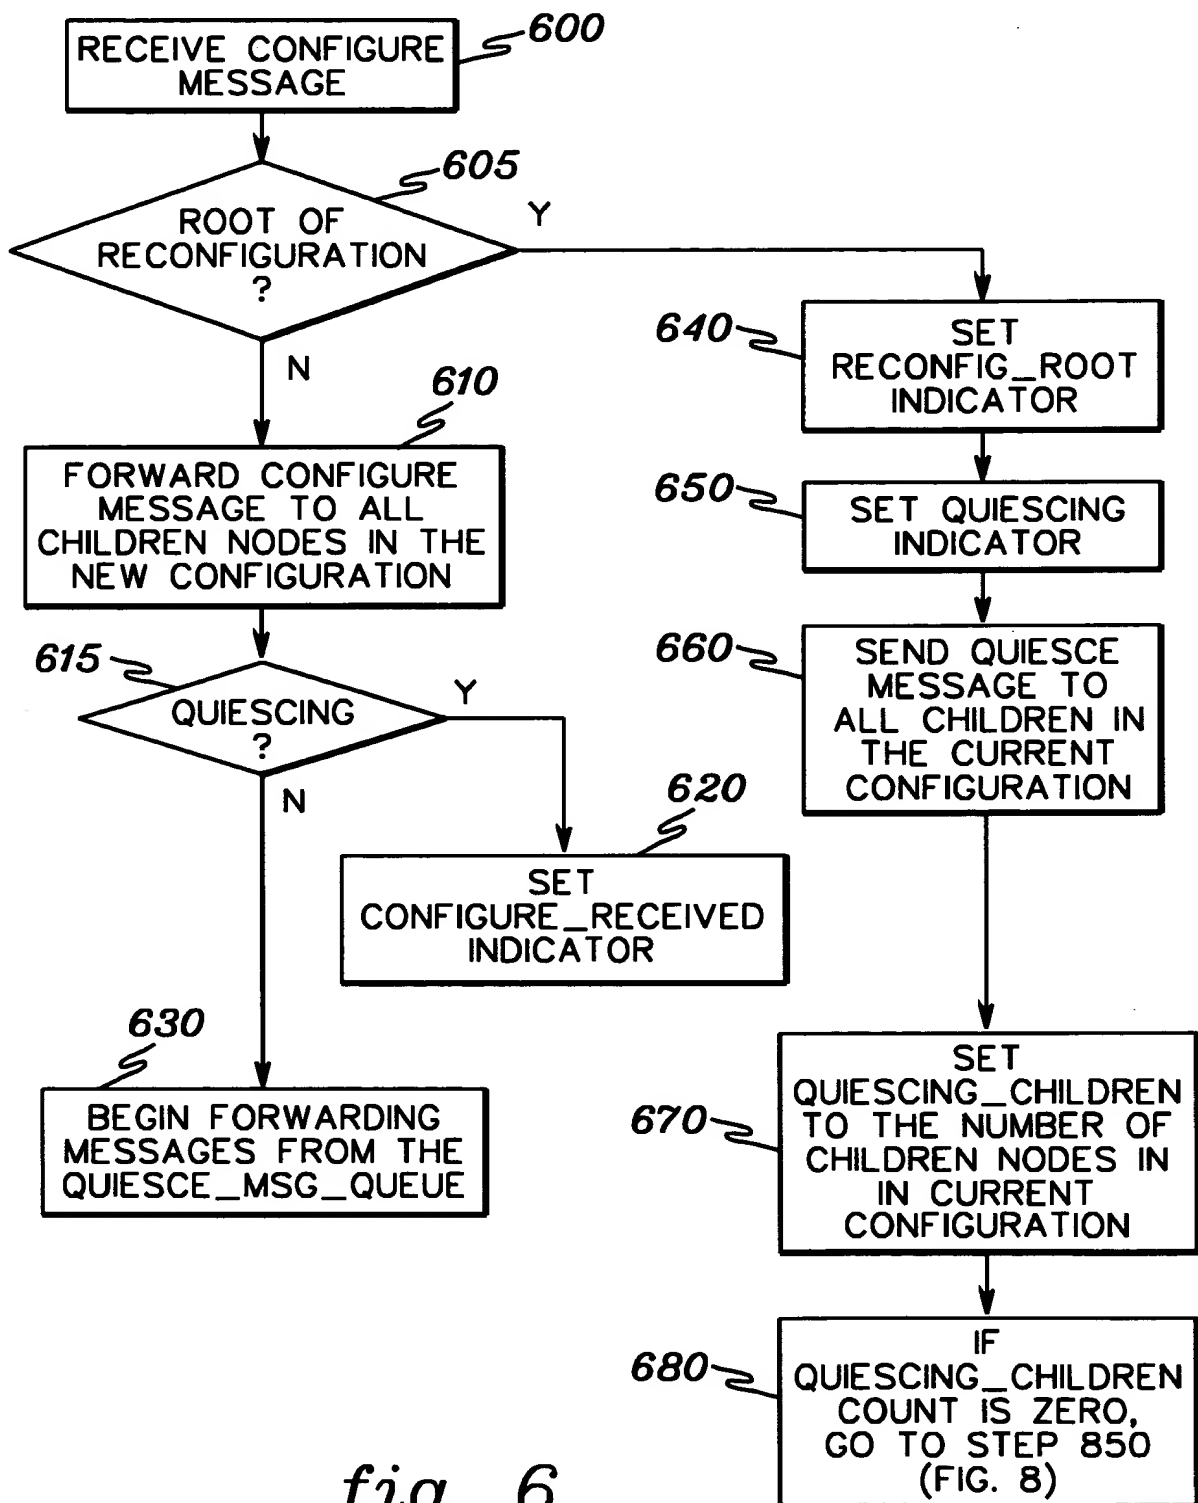 600
RECEIVE CONFIGURE
MESSAGE
605
ROOT OF
RECONFIGURATION
?
Y
N
610
FORWARD CONFIGURE
MESSAGE TO ALL
CHILDREN NODES IN THE
NEW CONFIGURATION
615
QUIESCING
?
Y
N
620
SET
CONFIGURE_RECEIVED
INDICATOR
630
BEGIN FORWARDING
MESSAGES FROM THE
QUIESCE_MSG_QUEUE
640
SET
RECONFIG_ROOT
INDICATOR
650
SET QUIESCING
INDICATOR
660
SEND QUIESCE
MESSAGE TO
ALL CHILDREN IN
THE CURRENT
CONFIGURATION
670
SET
QUIESCING_CHILDREN
TO THE NUMBER OF
CHILDREN NODES IN
IN CURRENT
CONFIGURATION
680
IF
QUIESCING_CHILDREN
COUNT IS ZERO,
GO TO STEP 850
(FIG. 8)
fig. 6